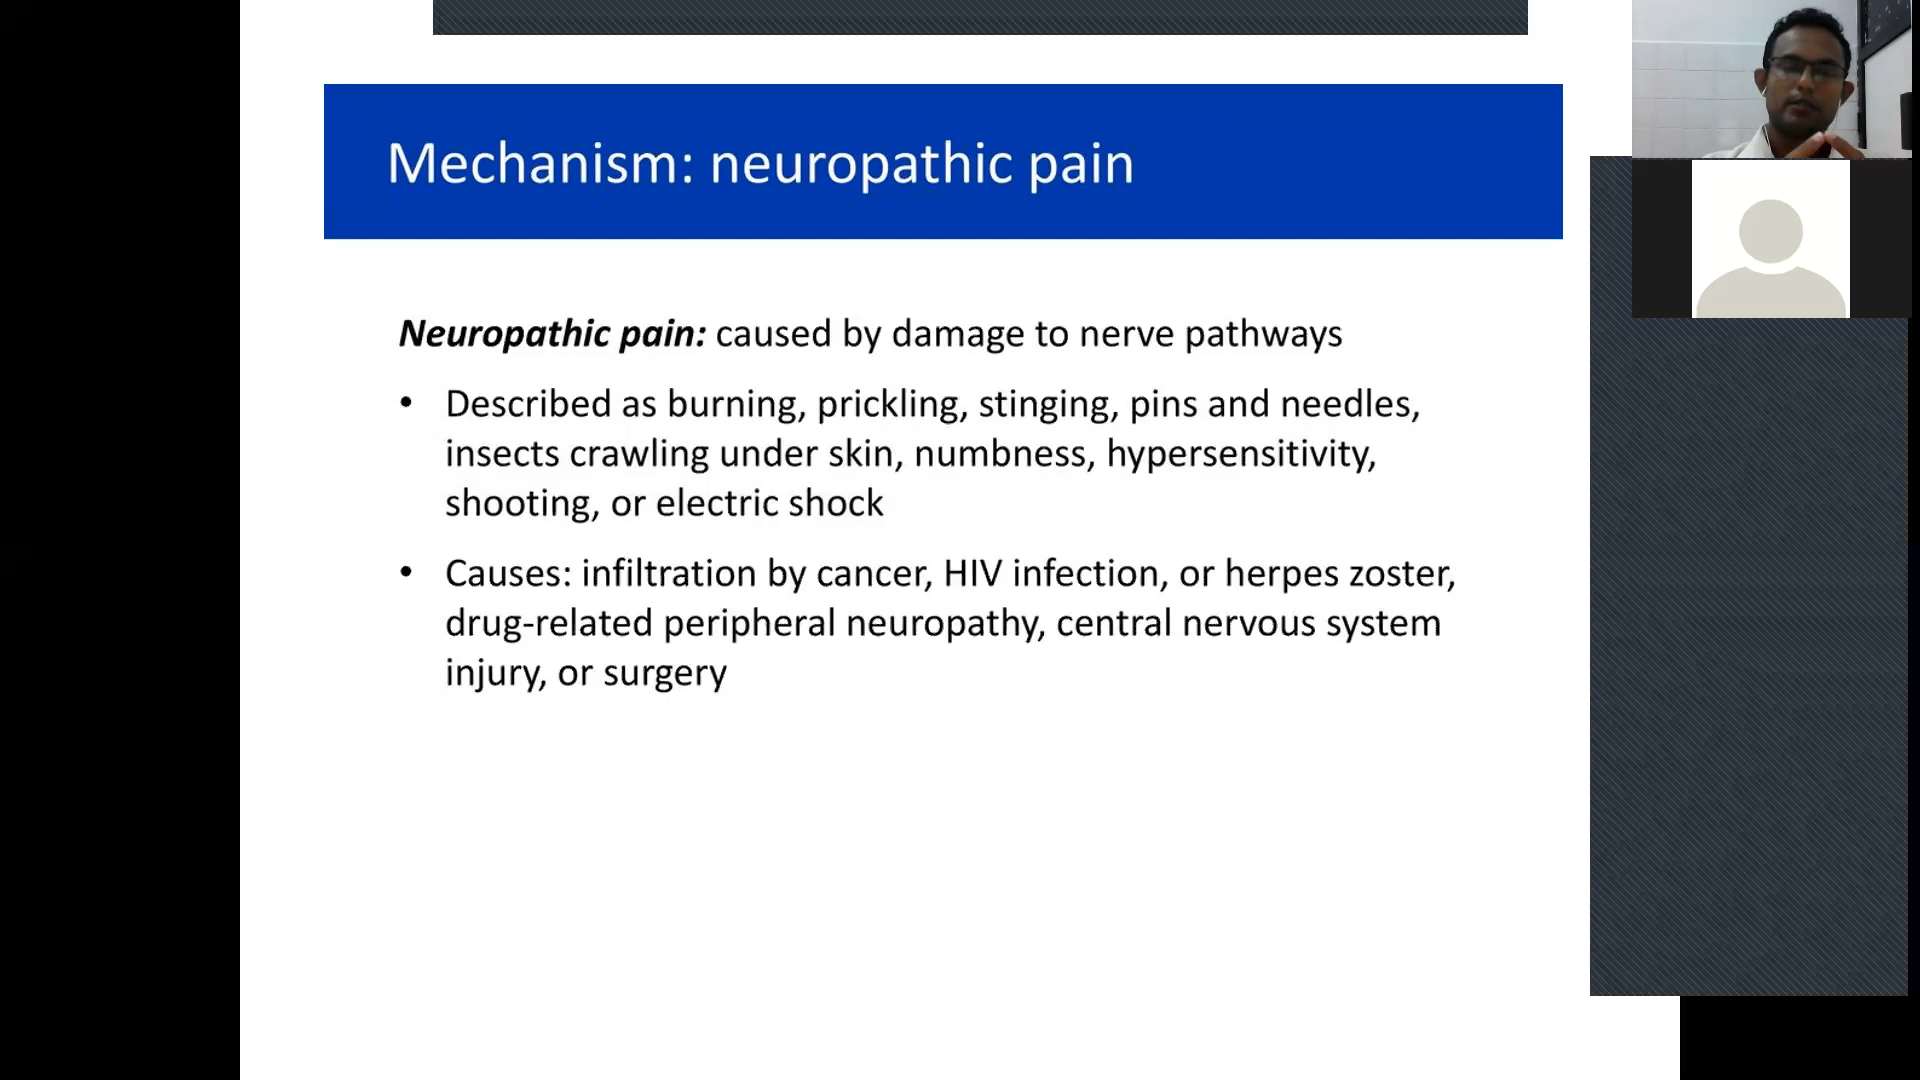 Mechanism: neuropathic pain
Neuropathic pain: caused by damage to nerve pathways
• Described as burning, prickling, stinging, pins and needles,
insects crawling under skin, numbness, hypersensitivity,
shooting, or electric shock
• Causes: infiltration by cancer, HIV infection, or herpes zoster,
drug-related peripheral neuropathy, central nervous system
injury, or surgery